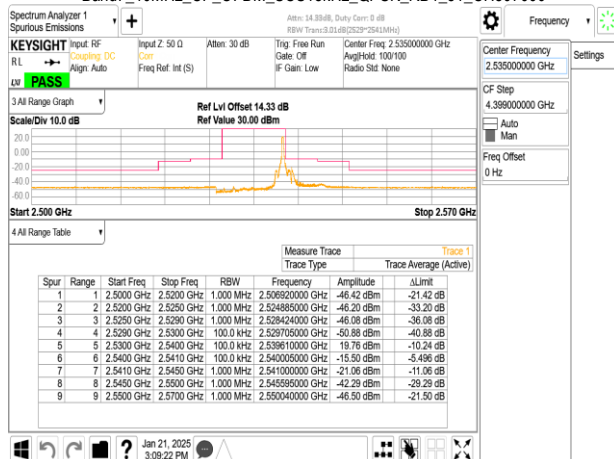 Spectrum Analyzer 1
Spurious Emissions
Attn: 14.33dB, Duty Corr: 0 dB
RBW Trans:3.01dB(2529~2541MHz)
Frequency
Settings
KEYSIGHT
RL
PASS
Input: RF
Coupling: DC
Align: Auto
Input Z: 50 Ω
Corr
Freq Ref: Int (S)
Atten: 30 dB
Trig: Free Run
Gate: Off
IF Gain: Low
Center Freq: 2.535000000 GHz
Avg|Hold: 100/100
Radio Std: None
Center Frequency
2.535000000 GHz
CF Step
4.399000000 GHz
Auto
Man
Freq Offset
0 Hz
3 All Range Graph
Scale/Div 10.0 dB
Ref Lvl Offset 14.33 dB
Ref Value 30.00 dBm
20.0
0.00
-20.0
-40.0
-60.0
Start 2.500 GHz
Stop 2.570 GHz
4 All Range Table
Measure Trace Trace 1
Trace Type Trace Average (Active)
Spur Range Start Freq Stop Freq RBW Frequency Amplitude ΔLimit
1 1 2.5000 GHz 2.5200 GHz 1.000 MHz 2.506920000 GHz -46.42 dBm -21.42 dB
2 2 2.5200 GHz 2.5250 GHz 1.000 MHz 2.524885000 GHz -46.20 dBm -33.20 dB
3 3 2.5250 GHz 2.5290 GHz 1.000 MHz 2.528424000 GHz -46.08 dBm -36.08 dB
4 4 2.5290 GHz 2.5300 GHz 100.0 kHz 2.529705000 GHz -50.88 dBm -40.88 dB
5 5 2.5300 GHz 2.5400 GHz 100.0 kHz 2.539610000 GHz 19.76 dBm -10.24 dB
6 6 2.5400 GHz 2.5410 GHz 100.0 kHz 2.540005000 GHz -15.50 dBm -5.496 dB
7 7 2.5410 GHz 2.5450 GHz 1.000 MHz 2.541000000 GHz -21.06 dBm -11.06 dB
8 8 2.5450 GHz 2.5500 GHz 1.000 MHz 2.545595000 GHz -42.29 dBm -29.29 dB
9 9 2.5500 GHz 2.5700 GHz 1.000 MHz 2.550040000 GHz -46.50 dBm -21.50 dB
Jan 21, 2025
3:09:22 PM